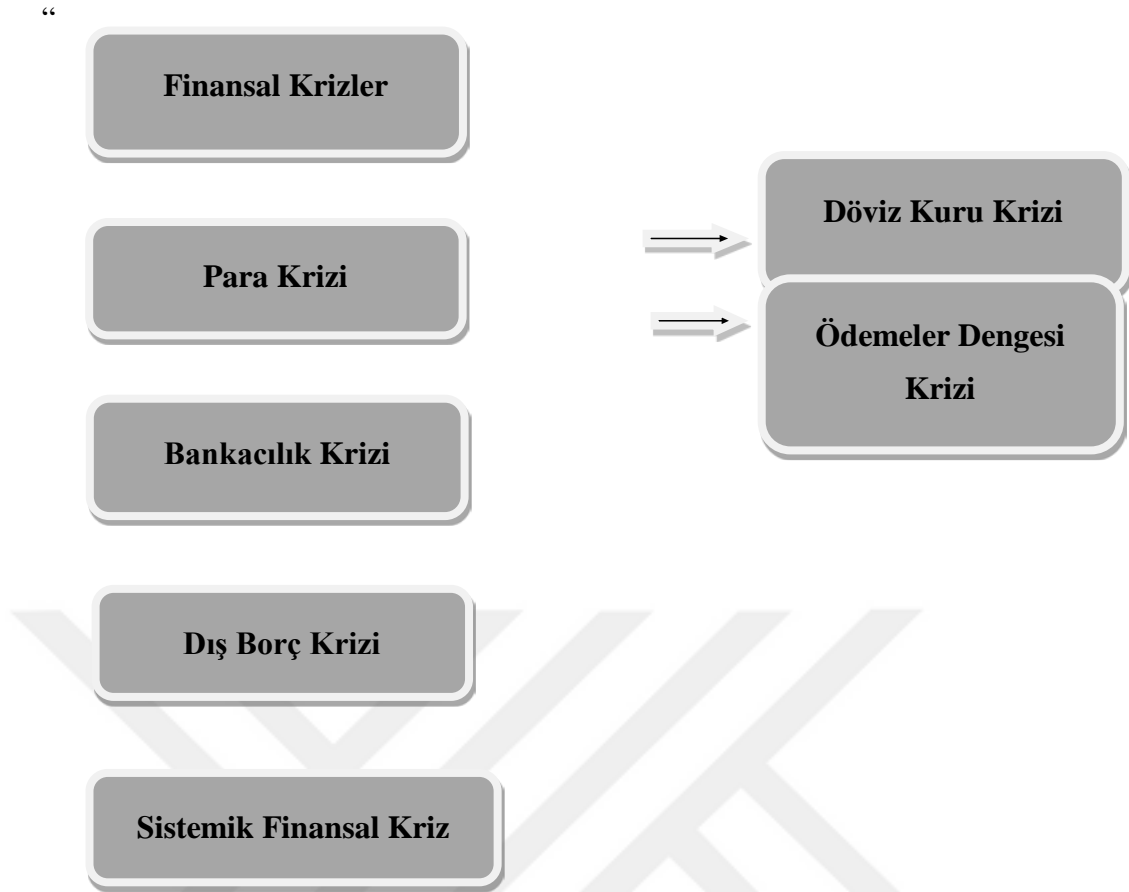 “
Finansal Krizler
Döviz Kuru Krizi
Para Krizi
Ödemeler Dengesi
Krizi
Bankacılık Krizi
Dış Borç Krizi
Sistemik Finansal Kriz